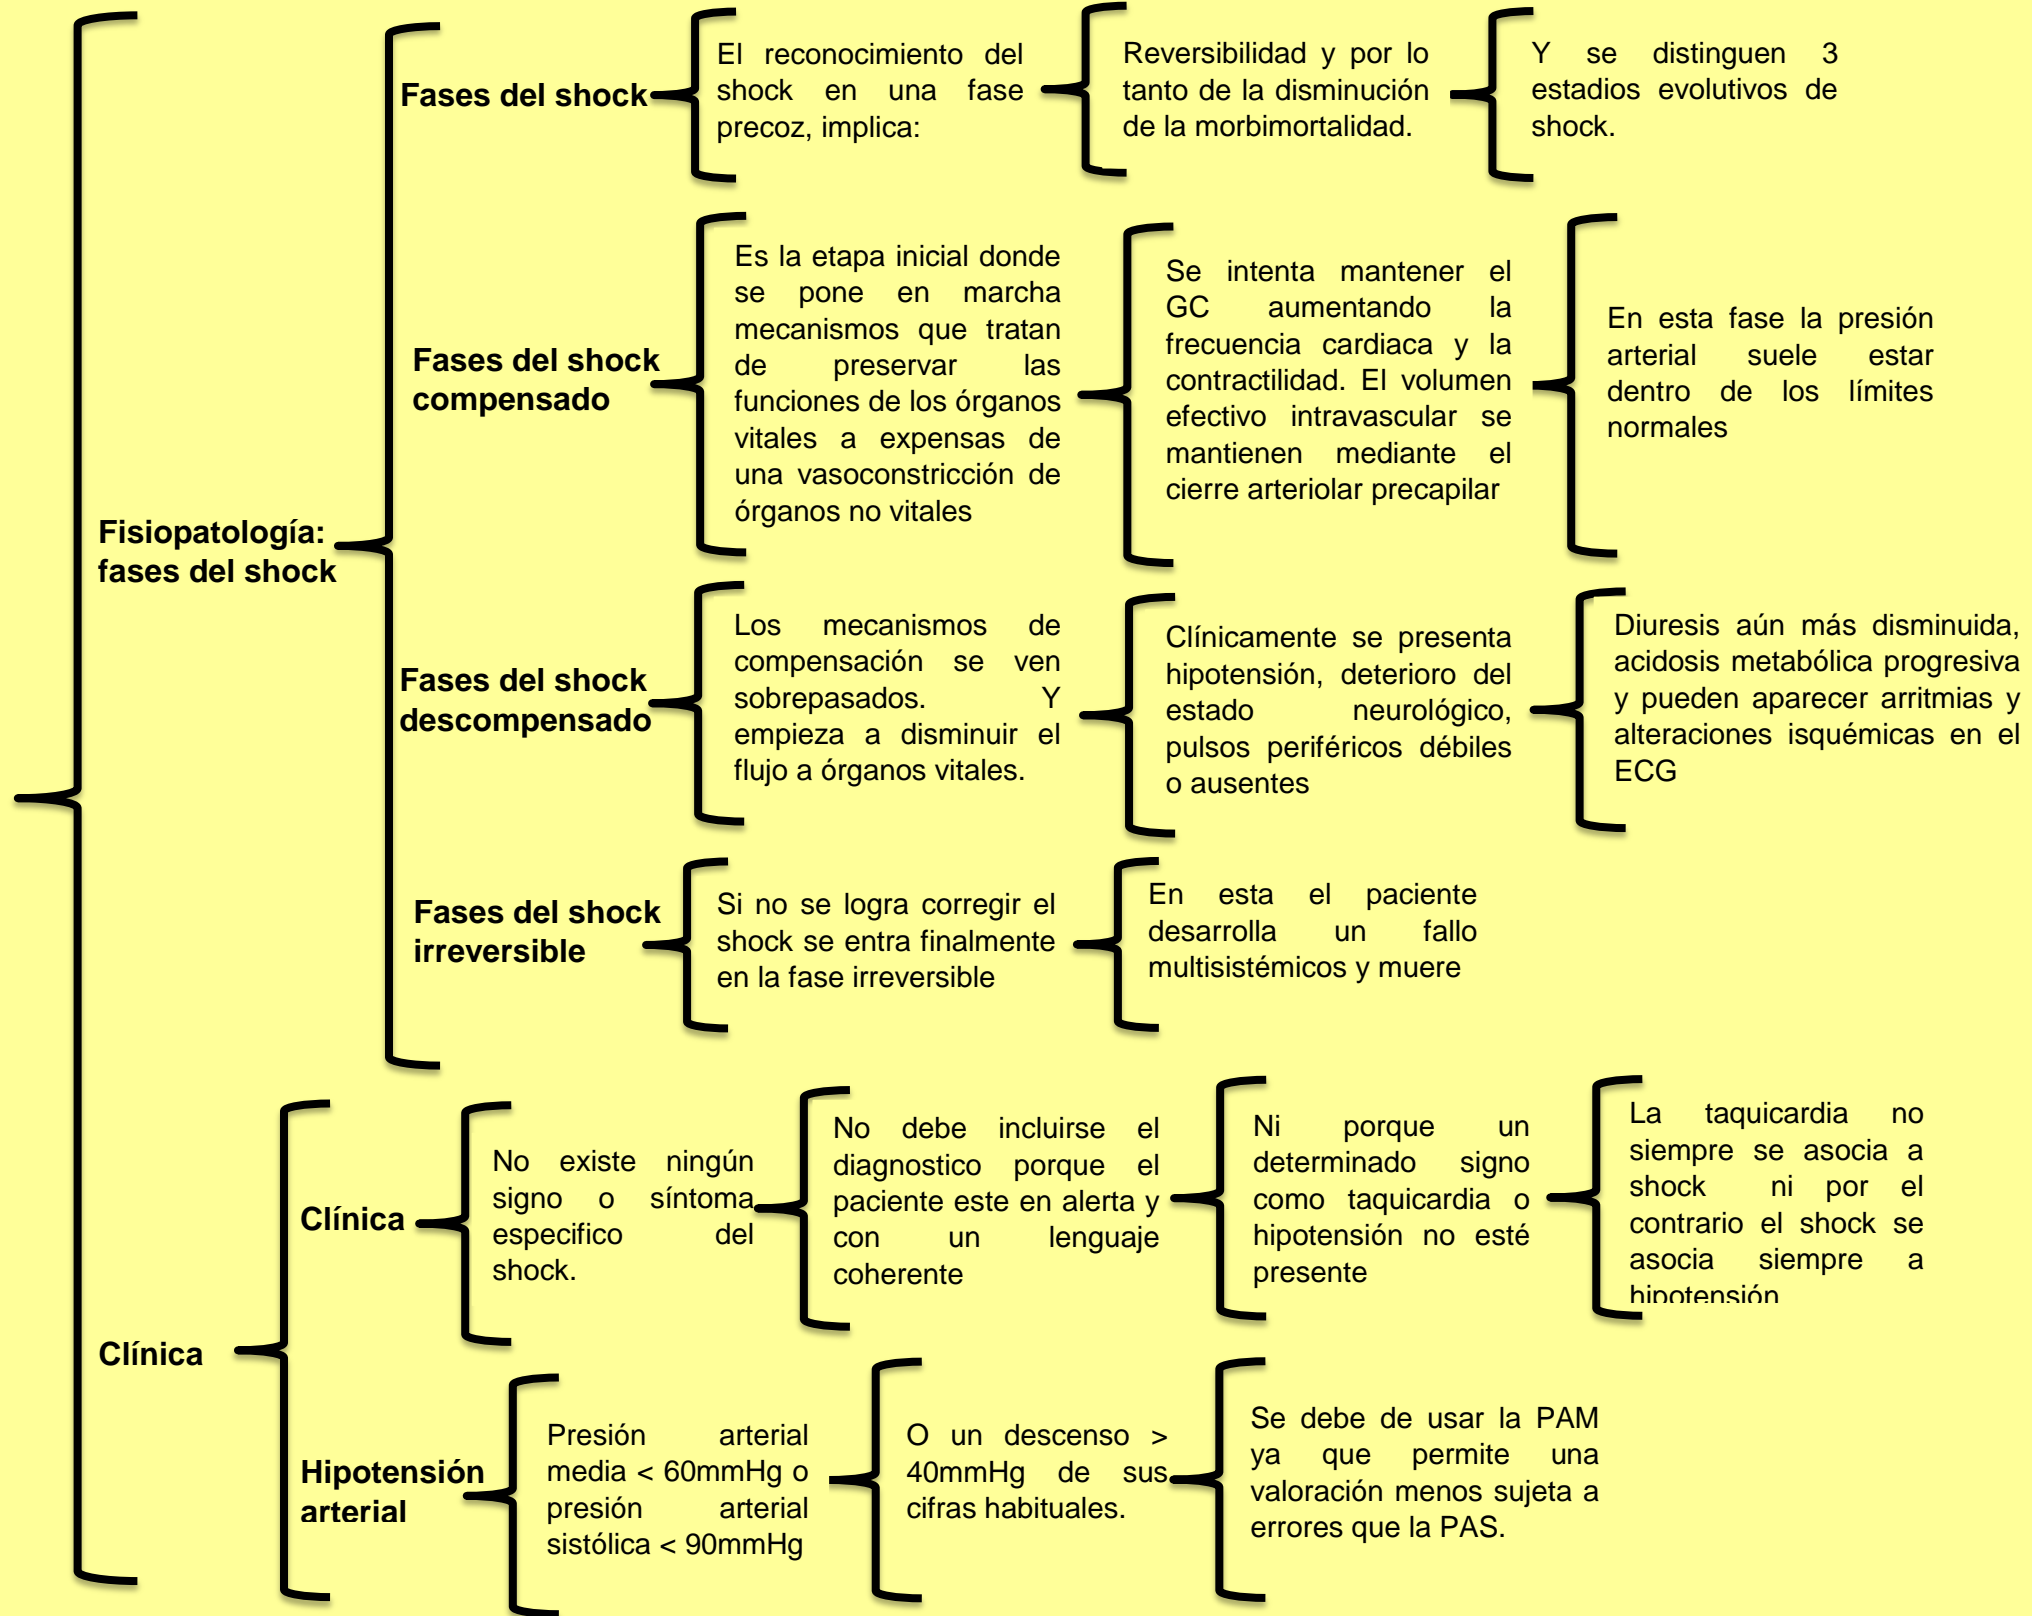 Fisiopatología:
fases del shock
Fases del shock
El reconocimiento del
shock en una fase
precoz, implica:
Reversibilidad y por lo
tanto de la disminución
de la morbimortalidad.
Y se distinguen 3
estadios evolutivos de
shock.
Fases del shock
compensado
Es la etapa inicial donde
se pone en marcha
mecanismos que tratan
de preservar las
funciones de los órganos
vitales a expensas de
una vasoconstricción de
órganos no vitales
Se intenta mantener el
GC aumentando la
frecuencia cardiaca y la
contractilidad. El volumen
efectivo intravascular se
mantienen mediante el
cierre arteriolar precapilar
En esta fase la presión
arterial suele estar
dentro de los límites
normales
Fases del shock
descompensado
Los mecanismos de
compensación se ven
sobrepasados. Y
empieza a disminuir el
flujo a órganos vitales.
Clínicamente se presenta
hipotensión, deterioro del
estado neurológico,
pulsos periféricos débiles
o ausentes
Diuresis aún más disminuida,
acidosis metabólica progresiva
y pueden aparecer arritmias y
alteraciones isquémicas en el
ECG
Fases del shock
irreversible
Si no se logra corregir el
shock se entra finalmente
en la fase irreversible
En esta el paciente
desarrolla un fallo
multisistémicos y muere
Clínica
Clínica
No existe ningún
signo o síntoma
especifico del
shock.
No debe incluirse el
diagnostico porque el
paciente este en alerta y
con un lenguaje
coherente
Ni porque un
determinado signo
como taquicardia o
hipotensión no esté
presente
La taquicardia no
siempre se asocia a
shock ni por el
contrario el shock se
asocia siempre a
hipotensión
Hipotensión
arterial
Presión arterial
media < 60mmHg o
presión arterial
sistólica < 90mmHg
O un descenso >
40mmHg de sus
cifras habituales.
Se debe de usar la PAM
ya que permite una
valoración menos sujeta a
errores que la PAS.